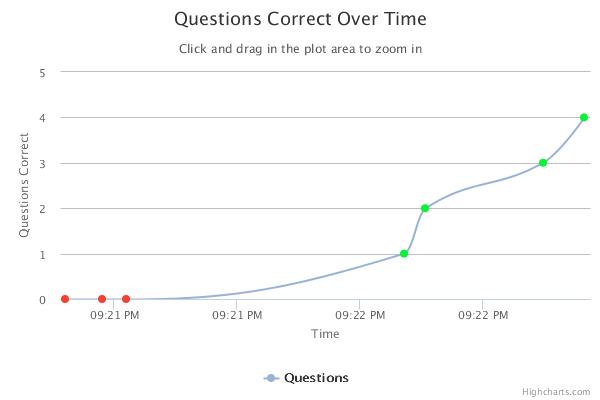 Questions Correct Over Time
Click and drag in the plot area to zoom in
Questions Correct
5
4
3
2
1
0
09:21 PM 09:21 PM 09:22 PM 09:22 PM
Time
Questions
Highcharts.com